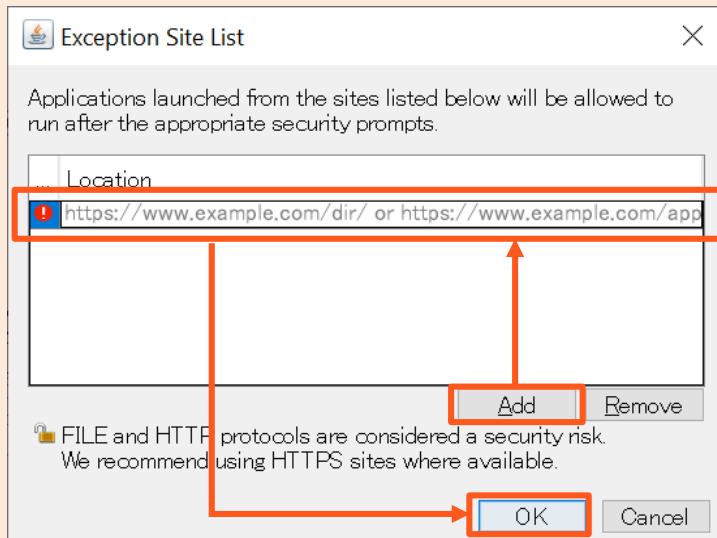 Exception Site List
Applications launched from the sites listed below will be allowed to
run after the appropriate security prompts.
... Location
https://www.example.com/dir/ or https://www.example.com/app
Add Remove
FILE and HTTP protocols are considered a security risk.
We recommend using HTTPS sites where available.
OK Cancel